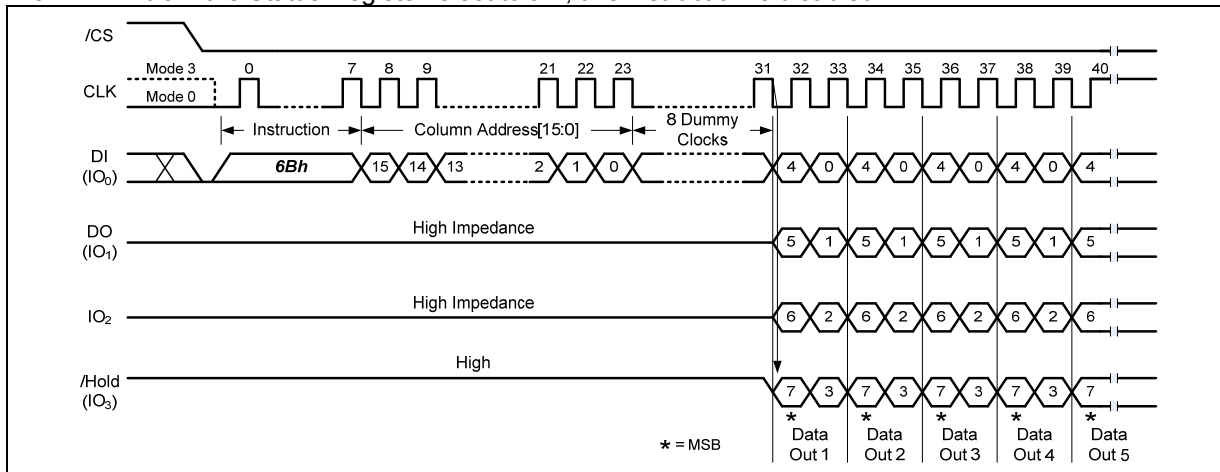 the Status Register
/CS
Mode 3
Mode 0
CLK
0 7 8 9 21 22 23 31 32 33 34 35 36 37 38 39 40
Instruction
Column Address[15:0]
8 Dummy
Clocks
DI
(IO₀)
6Bh 15 14 13 2 1 0 4 0 4 0 4 0 4 0 4
DO
(IO₁)
High Impedance
5 1 5 1 5 1 5 1 5
IO₂
High Impedance
6 2 6 2 6 2 6 2 6
/Hold
(IO₃)
High
7 3 7 3 7 3 7 3 7
* * * * *
* = MSB
Data
Out 1
Data
Out 2
Data
Out 3
Data
Out 4
Data
Out 5